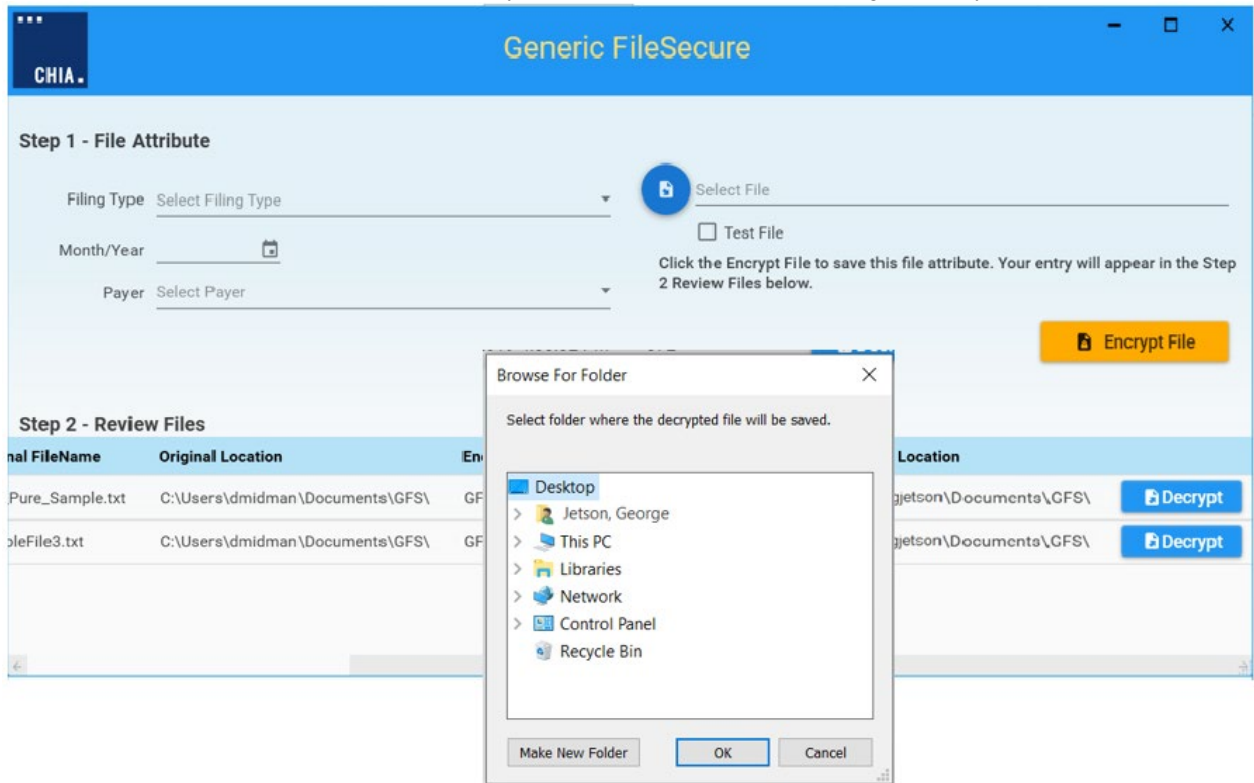 CHIA.
Generic FileSecure
Step 1 - File Attribute
Filing Type Select Filing Type
Select File
Test File
Month/Year
Click the Encrypt File to save this file attribute. Your entry will appear in the Step
2 Review Files below.
Payer Select Payer
Encrypt File
Browse For Folder
Select folder where the decrypted file will be saved.
Step 2 - Review Files
nal FileName Original Location En Location
Pure_Sample.txt C:\Users\dmidman\Documents\GFS\ GF gjetson\Documents\GFS\ Decrypt
pleFile3.txt C:\Users\dmidman\Documents\GFS\ GF gjetson\Documents\GFS\ Decrypt
Desktop
Jetson, George
This PC
Libraries
Network
Control Panel
Recycle Bin
Make New Folder OK Cancel